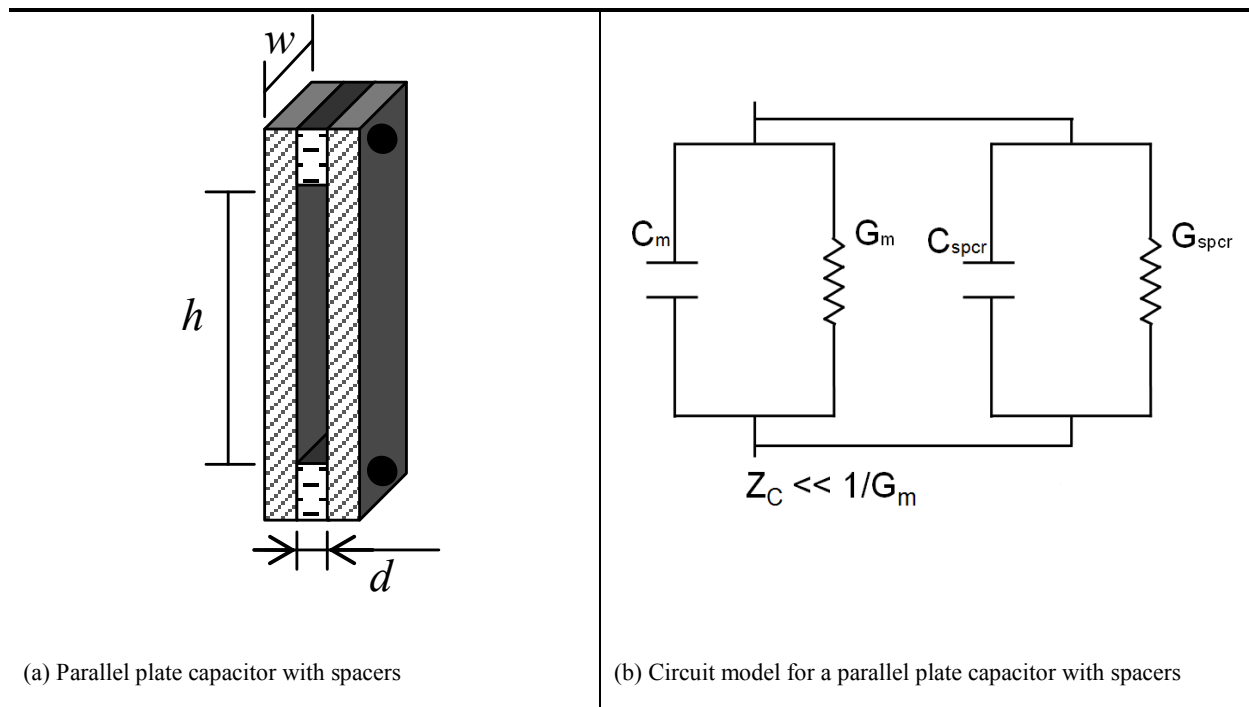 w
h
d
(a) Parallel plate capacitor with spacers
Cm
Gm
Cspcr
Gspcr
ZC << 1/Gm
(b) Circuit model for a parallel plate capacitor with spacers